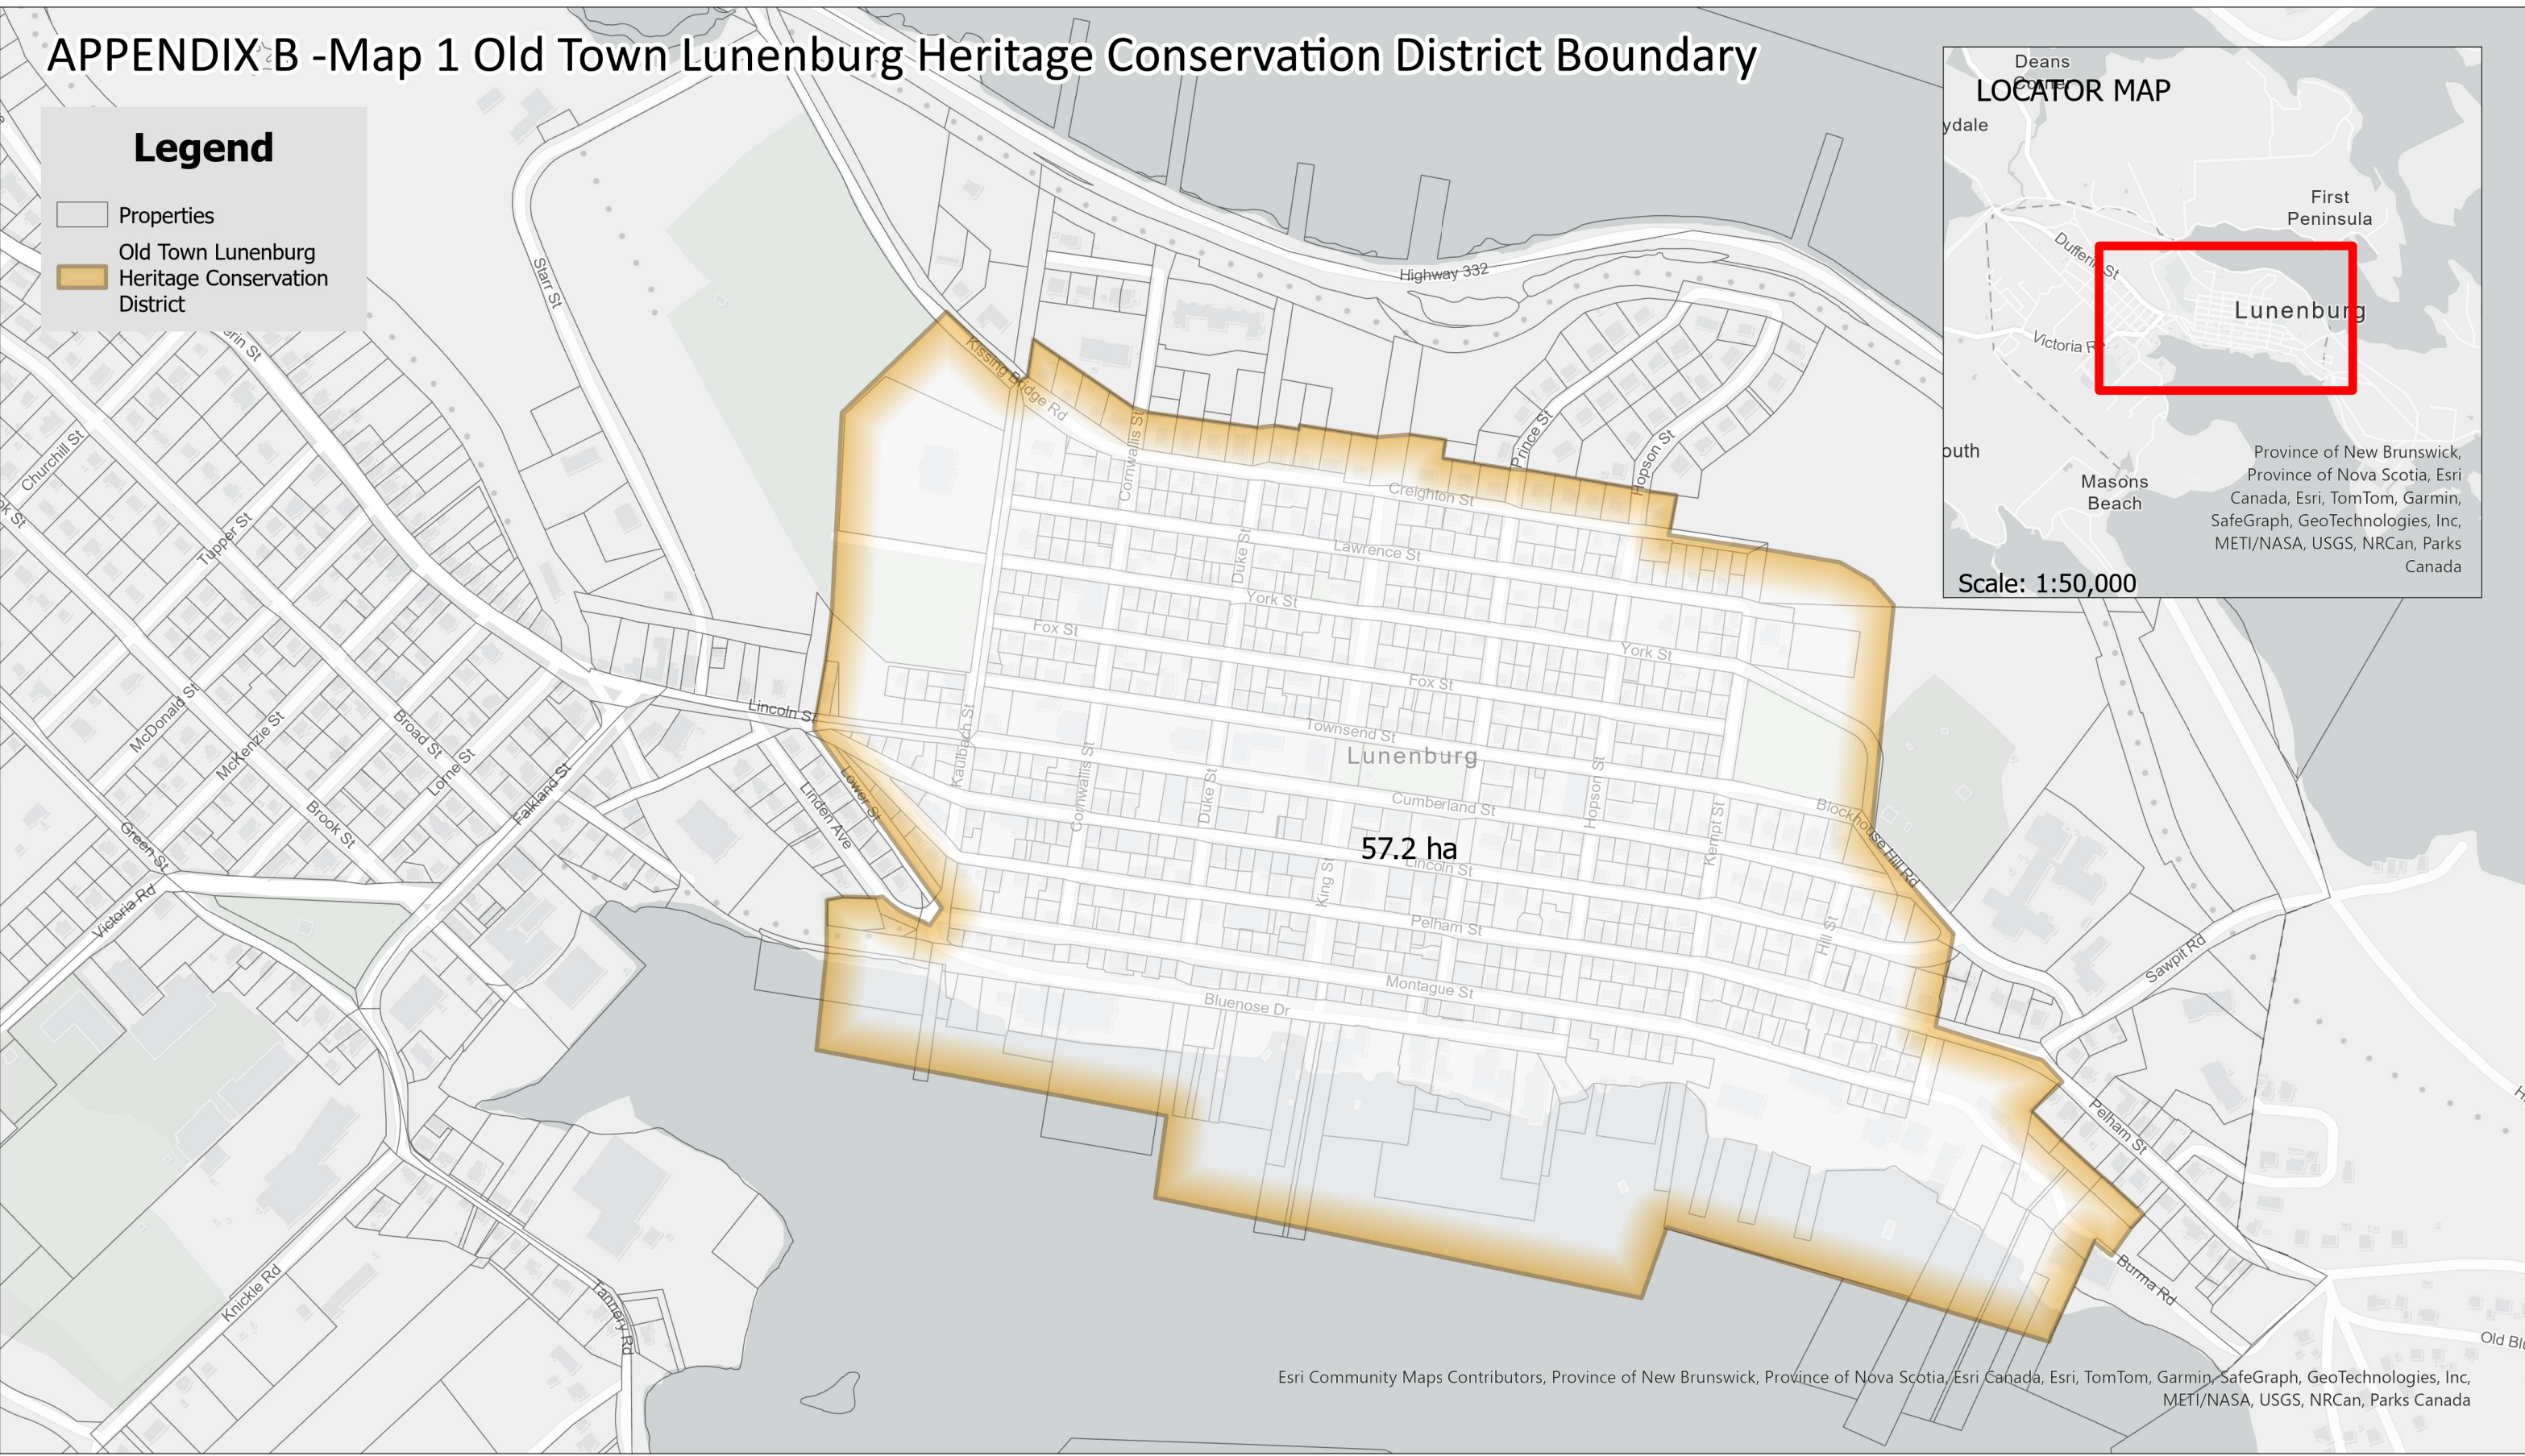 APPENDIX B -Map 1 Old Town Lunenburg Heritage Conservation District Boundary
Legend
Properties
Old Town Lunenburg
Heritage Conservation
District
LOCATOR MAP
Deans
ydale
First
Peninsula
Dufferin St
Lunenburg
Victoria R
outh
Masons
Beach
Province of New Brunswick,
Province of Nova Scotia, Esri
Canada, Esri, TomTom, Garmin,
SafeGraph, GeoTechnologies, Inc,
METI/NASA, USGS, NRCan, Parks
Canada
Scale: 1:50,000
Highway 332
Starr St
erin St
Kissing Bridge Rd
Cornwallis St
Prince St
Hopson St
Creighton St
Churchill St
ok St
Tupper St
Lawrence St
Duke St
York St
Fox St
York St
Fox St
McDonald St
McKenzie St
Broad St
Lorne St
Lincoln St
Kaulbach St
Townsend St
Lunenburg
Falkland St
Brook St
Green St
Linden Ave
Lower St
Cornwallis St
Duke St
Cumberland St
Hopson St
Kempt St
Blockhouse Hill Rd
57.2 ha
Lincoln St
King St
Victoria Rd
Pelham St
Hill St
Sawpit Rd
Montague St
Bluenose Dr
H
Pelham St
Knickle Rd
Tannery Rd
Burma Rd
Old Blu
Esri Community Maps Contributors, Province of New Brunswick, Province of Nova Scotia, Esri Canada, Esri, TomTom, Garmin, SafeGraph, GeoTechnologies, Inc,
METI/NASA, USGS, NRCan, Parks Canada